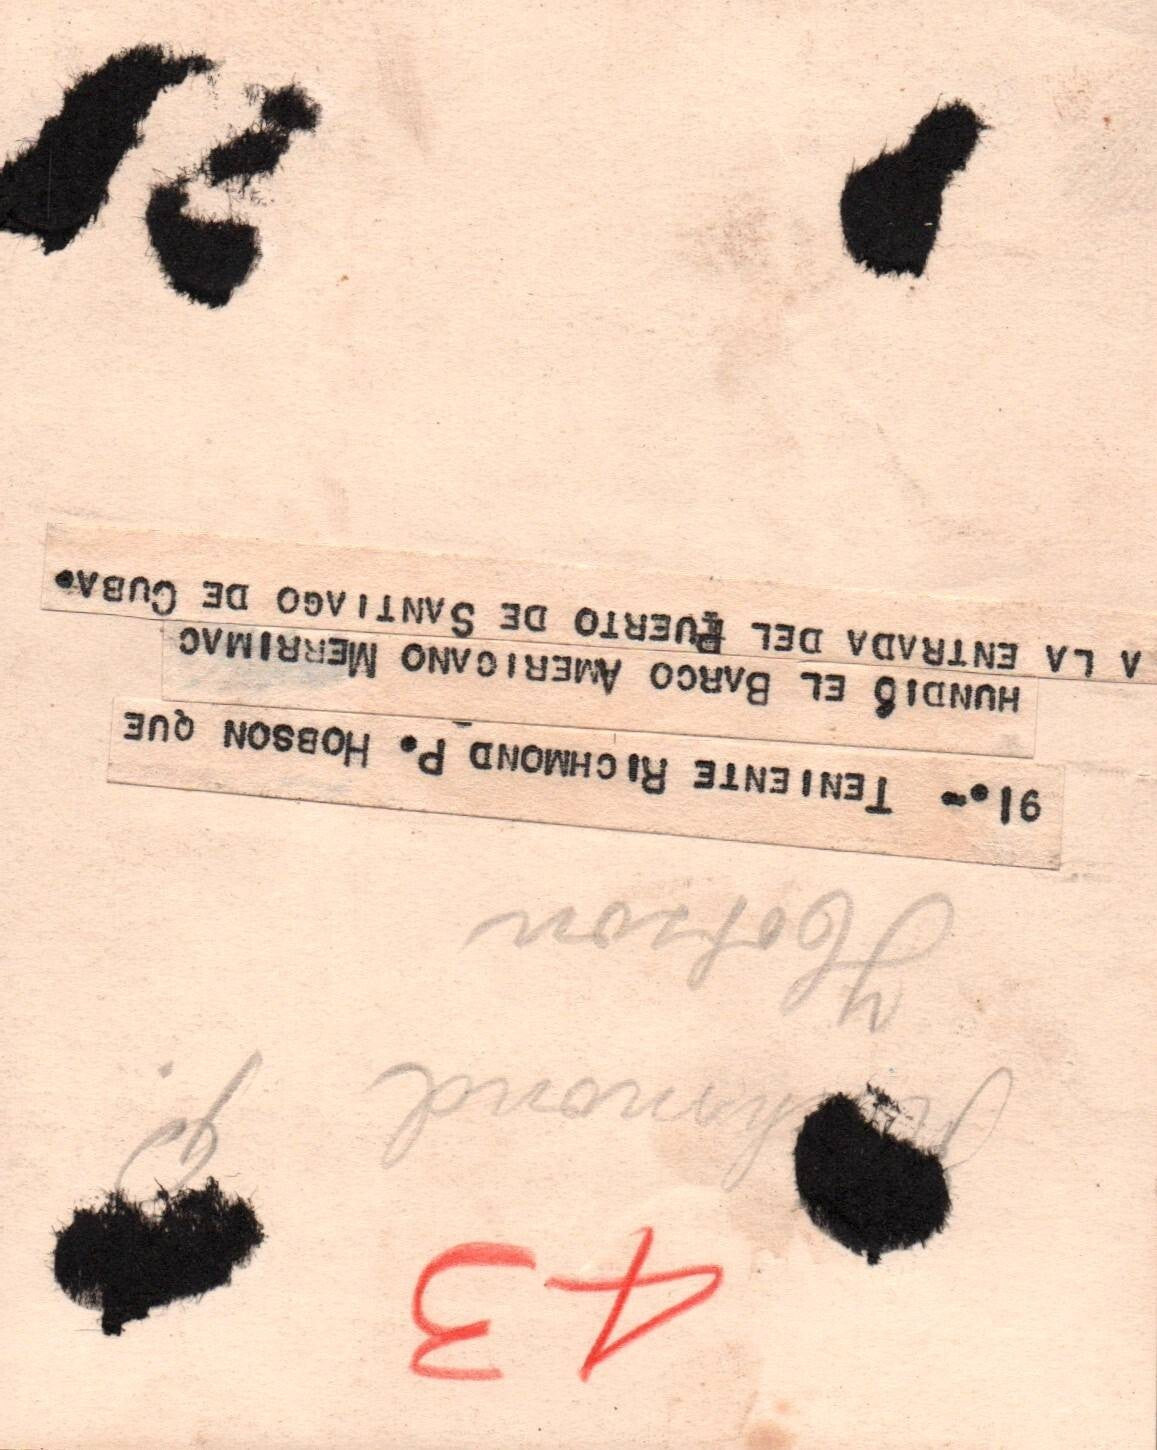 43
Richmond P.
Hobson
91.- TENIENTE RICHMOND P. HOBSON QUE
HUNDIÓ EL BARCO AMERICANO MERRIMAC
A LA ENTRADA DEL PUERTO DE SANTIAGO DE CUBA.